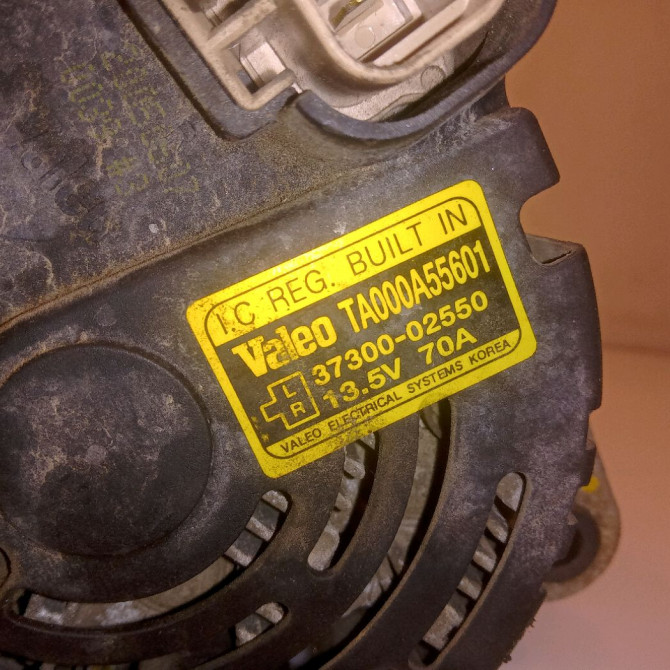 I.C REG. BUILT IN
Valeo TA000A55601
37300-02550
L R 13.5V 70A
VALEO ELECTRICAL SYSTEMS KOREA